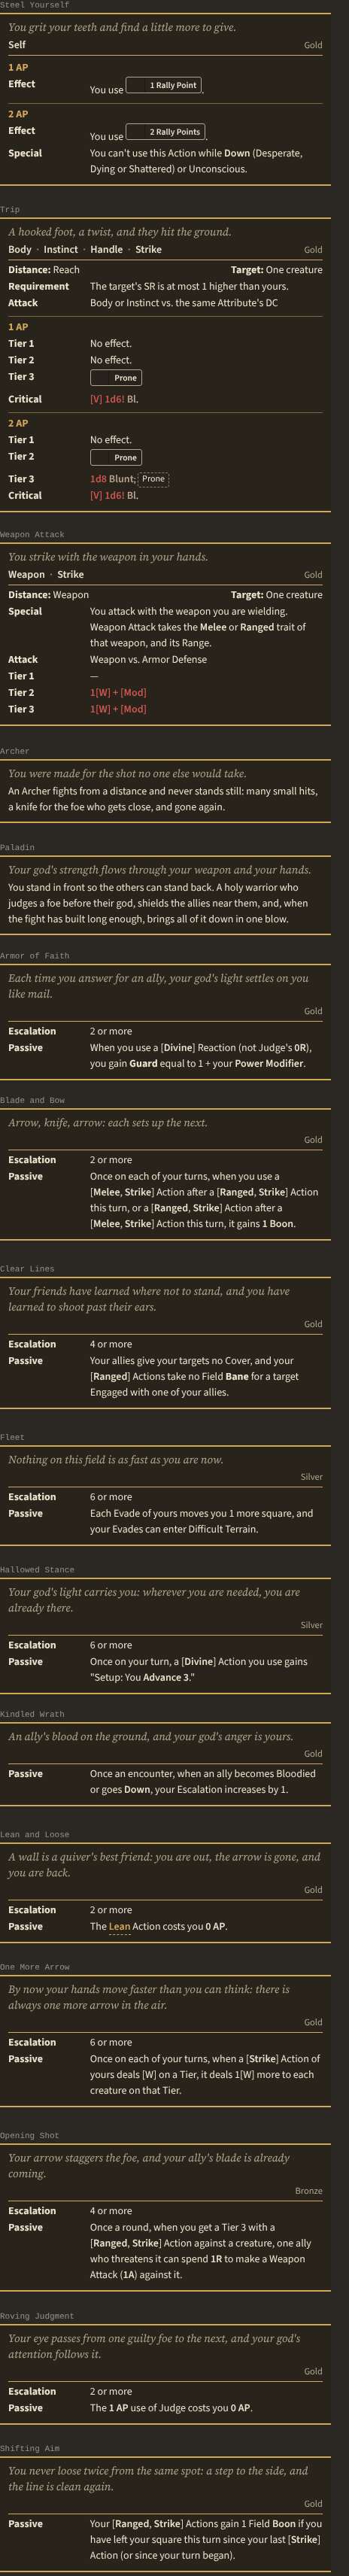 Steel Yourself
You grit your teeth and find a little more to give.
Self Gold
1 AP
Effect You use 1 Rally Point.
2 AP
Effect You use 2 Rally Points.
Special You can't use this Action while Down (Desperate,
Dying or Shattered) or Unconscious.
Trip
A hooked foot, a twist, and they hit the ground.
Body · Instinct · Handle · Strike Gold
Distance: Reach Target: One creature
Requirement The target's SR is at most 1 higher than yours.
Attack Body or Instinct vs. the same Attribute's DC
1 AP
Tier 1 No effect.
Tier 2 No effect.
Tier 3 Prone
Critical [V] 1d6! Bl.
2 AP
Tier 1 No effect.
Tier 2 Prone
Tier 3 1d8 Blunt; Prone
Critical [V] 1d6! Bl.
Weapon Attack
You strike with the weapon in your hands.
Weapon · Strike Gold
Distance: Weapon Target: One creature
Special You attack with the weapon you are wielding.
Weapon Attack takes the Melee or Ranged trait of
that weapon, and its Range.
Attack Weapon vs. Armor Defense
Tier 1 —
Tier 2 1[W] + [Mod]
Tier 3 1[W] + [Mod]
Archer
You were made for the shot no one else would take.
An Archer fights from a distance and never stands still: many small hits,
a knife for the foe who gets close, and gone again.
Paladin
Your god's strength flows through your weapon and your hands.
You stand in front so the others can stand back. A holy warrior who
judges a foe before their god, shields the allies near them, and, when
the fight has built long enough, brings all of it down in one blow.
Armor of Faith
Each time you answer for an ally, your god's light settles on you
like mail.
Gold
Escalation 2 or more
Passive When you use a [Divine] Reaction (not Judge's 0R),
you gain Guard equal to 1 + your Power Modifier.
Blade and Bow
Arrow, knife, arrow: each sets up the next.
Gold
Escalation 2 or more
Passive Once on each of your turns, when you use a
[Melee, Strike] Action after a [Ranged, Strike] Action
this turn, or a [Ranged, Strike] Action after a
[Melee, Strike] Action this turn, it gains 1 Boon.
Clear Lines
Your friends have learned where not to stand, and you have
learned to shoot past their ears.
Gold
Escalation 4 or more
Passive Your allies give your targets no Cover, and your
[Ranged] Actions take no Field Bane for a target
Engaged with one of your allies.
Fleet
Nothing on this field is as fast as you are now.
Silver
Escalation 6 or more
Passive Each Evade of yours moves you 1 more square, and
your Evades can enter Difficult Terrain.
Hallowed Stance
Your god's light carries you: wherever you are needed, you are
already there.
Silver
Escalation 6 or more
Passive Once on your turn, a [Divine] Action you use gains
"Setup: You Advance 3."
Kindled Wrath
An ally's blood on the ground, and your god's anger is yours.
Gold
Passive Once an encounter, when an ally becomes Bloodied
or goes Down, your Escalation increases by 1.
Lean and Loose
A wall is a quiver's best friend: you are out, the arrow is gone, and
you are back.
Gold
Escalation 2 or more
Passive The Lean Action costs you 0 AP.
One More Arrow
By now your hands move faster than you can think: there is
always one more arrow in the air.
Gold
Escalation 6 or more
Passive Once on each of your turns, when a [Strike] Action of
yours deals [W] on a Tier, it deals 1[W] more to each
creature on that Tier.
Opening Shot
Your arrow staggers the foe, and your ally's blade is already
coming.
Bronze
Escalation 4 or more
Passive Once a round, when you get a Tier 3 with a
[Ranged, Strike] Action against a creature, one ally
who threatens it can spend 1R to make a Weapon
Attack (1A) against it.
Roving Judgment
Your eye passes from one guilty foe to the next, and your god's
attention follows it.
Gold
Escalation 2 or more
Passive The 1 AP use of Judge costs you 0 AP.
Shifting Aim
You never loose twice from the same spot: a step to the side, and
the line is clean again.
Gold
Passive Your [Ranged, Strike] Actions gain 1 Field Boon if you
have left your square this turn since your last [Strike]
Action (or since your turn began).